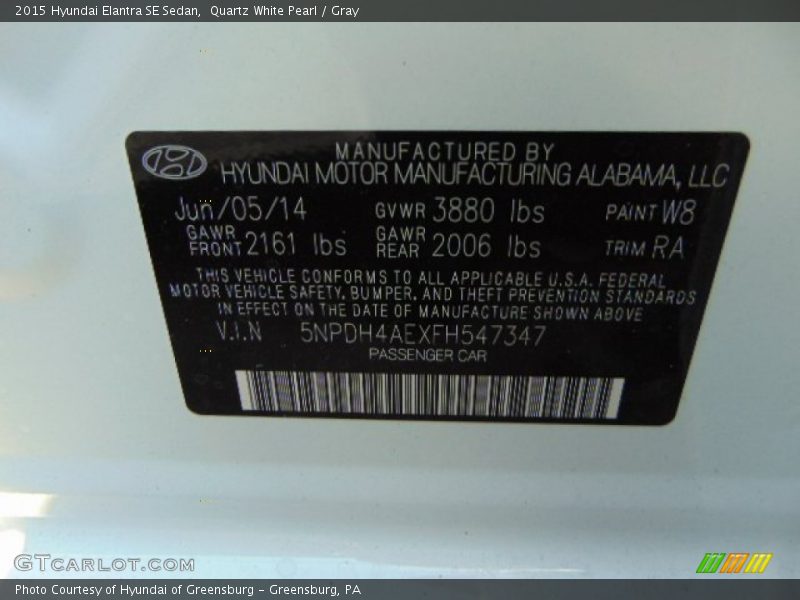 2015 Hyundai Elantra SE Sedan,  Quartz White Pearl / Gray
MANUFACTURED BY
HYUNDAI MOTOR MANUFACTURING ALABAMA, LLC
Jun/05/14 GVWR 3880 lbs PAINT W8
GAWR FRONT 2161 lbs GAWR REAR 2006 lbs TRIM RA
THIS VEHICLE CONFORMS TO ALL APPLICABLE U.S.A. FEDERAL
MOTOR VEHICLE SAFETY, BUMPER, AND THEFT PREVENTION STANDARDS
IN EFFECT ON THE DATE OF MANUFACTURE SHOWN ABOVE
V.I.N 5NPDH4AEXFH547347
PASSENGER CAR
GTCARLOT.COM
Photo Courtesy of Hyundai of Greensburg - Greensburg, PA